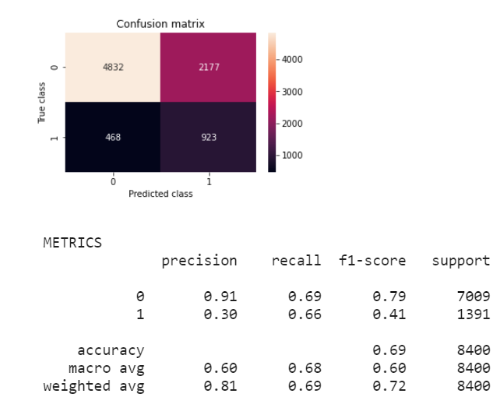 Confusion matrix
4832 2177
468 923
True class
0
1
0 1
Predicted class
4000
3000
2000
1000
METRICS
precision recall f1-score support
0 0.91 0.69 0.79 7009
1 0.30 0.66 0.41 1391
accuracy 0.69 8400
macro avg 0.60 0.68 0.60 8400
weighted avg 0.81 0.69 0.72 8400